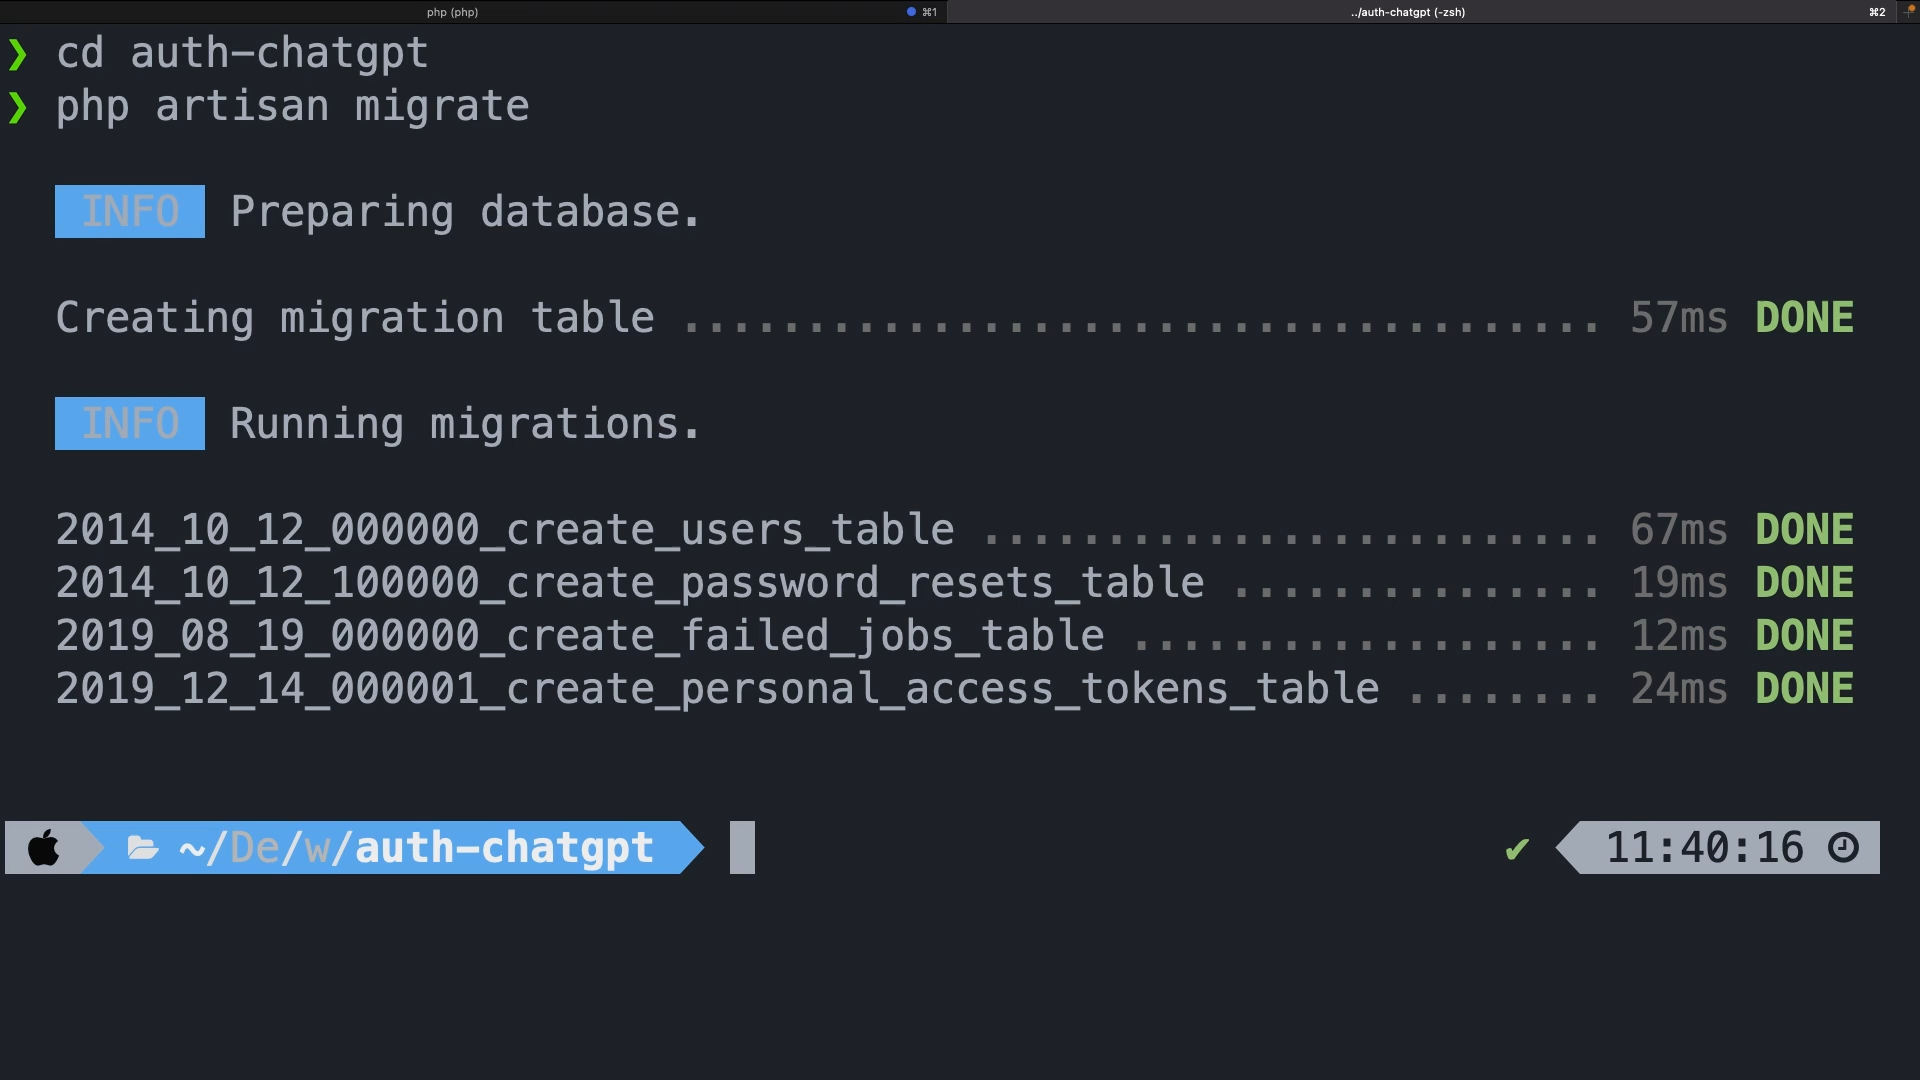 php (php) ⌘1 ../auth-chatgpt (-zsh) ⌘2
❯ cd auth-chatgpt
❯ php artisan migrate
INFO Preparing database.
Creating migration table ..................................... 57ms DONE
INFO Running migrations.
2014_10_12_000000_create_users_table ......................... 67ms DONE
2014_10_12_100000_create_password_resets_table ............... 19ms DONE
2019_08_19_000000_create_failed_jobs_table ................... 12ms DONE
2019_12_14_000001_create_personal_access_tokens_table ........ 24ms DONE
~/De/w/auth-chatgpt ✔ 11:40:16